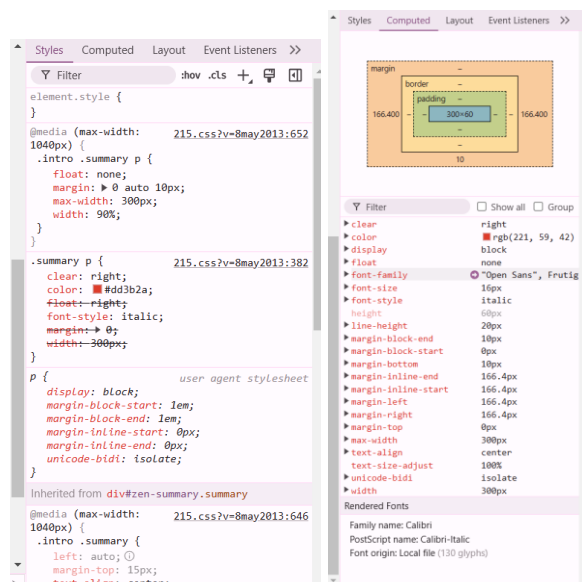 Styles Computed Layout Event Listeners >>
Filter :hov .cls +
element.style {
}
@media (max-width: 215.css?v=8may2013:652
1040px) {
.intro .summary p {
float: none;
margin: 0 auto 10px;
max-width: 300px;
width: 90%;
}
}
.summary p { 215.css?v=8may2013:382
clear: right;
color: #dd3b2a;
float: right;
font-style: italic;
margin: 0;
width: 300px;
}
p { user agent stylesheet
display: block;
margin-block-start: 1em;
margin-block-end: 1em;
margin-inline-start: 0px;
margin-inline-end: 0px;
unicode-bidi: isolate;
}
Inherited from div#zen-summary.summary
@media (max-width: 215.css?v=8may2013:646
1040px) {
.intro .summary {
left: auto;
margin-top: 15px;
Styles Computed Layout Event Listeners >>
margin –
border –
padding –
166.400 – – 300×60 – – 166.400
–
–
10
Filter Show all Group
clear right
color rgb(221, 59, 42)
display block
float none
font-family "Open Sans", Frutig
font-size 16px
font-style italic
height 60px
line-height 20px
margin-block-end 10px
margin-block-start 0px
margin-bottom 10px
margin-inline-end 166.4px
margin-inline-start 166.4px
margin-left 166.4px
margin-right 166.4px
margin-top 0px
max-width 300px
text-align center
text-size-adjust 100%
unicode-bidi isolate
width 300px
Rendered Fonts
Family name: Calibri
PostScript name: Calibri-Italic
Font origin: Local file (130 glyphs)